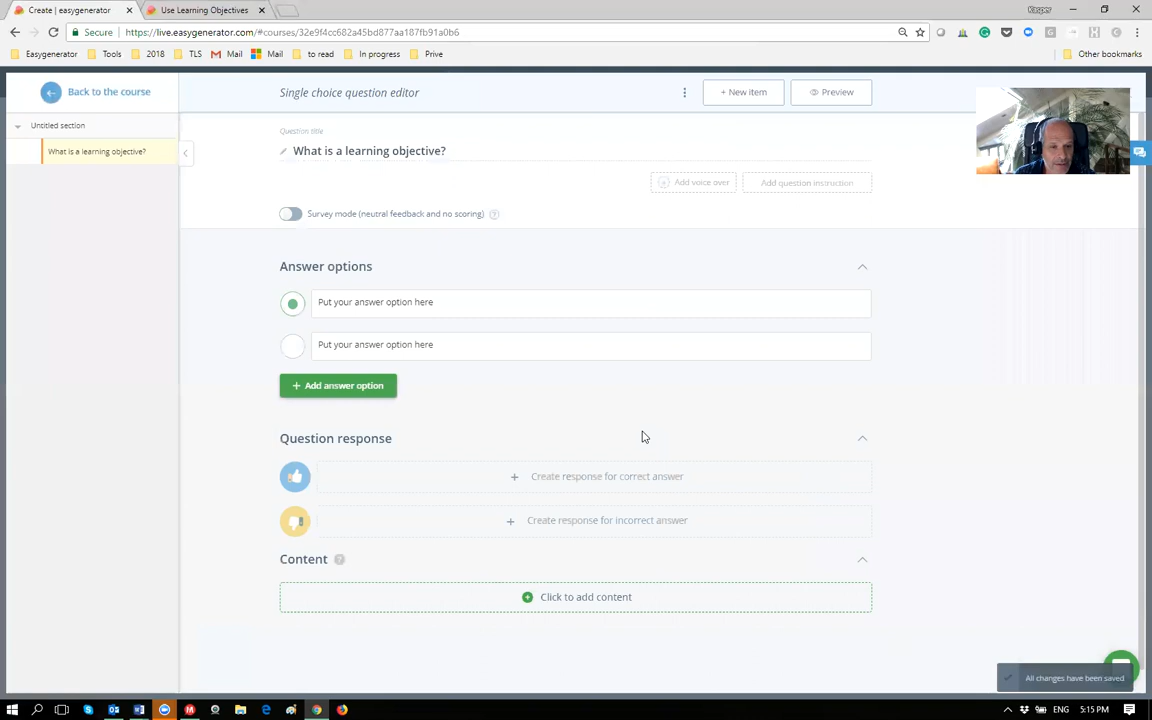 Create | easygenerator
Use Learning Objectives
Kasper
Secure
https://live.easygenerator.com/#courses/32e9f4cc682a45bd877aa187fb91a0b6
Easygenerator
Tools
2018
TLS
Mail
Mail
to read
In progress
Prive
Other bookmarks
Back to the course
Single choice question editor
+ New item
Preview
Untitled section
What is a learning objective?
Question title
What is a learning objective?
Add voice over
Add question instruction
Survey mode (neutral feedback and no scoring)
Answer options
Put your answer option here
Put your answer option here
+ Add answer option
Question response
+ Create response for correct answer
+ Create response for incorrect answer
Content
Click to add content
All changes have been saved
ENG
5:15 PM